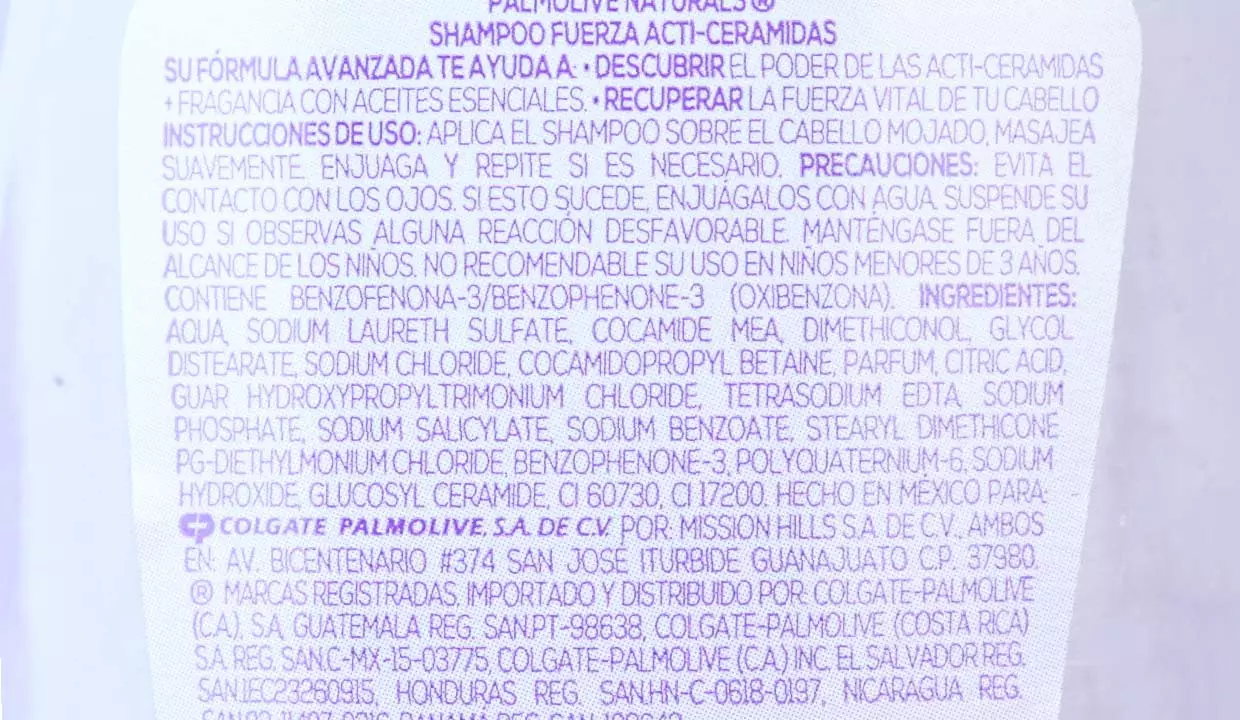 PALMOLIVE NATURALS®
SHAMPOO FUERZA ACTI-CERAMIDAS
SU FÓRMULA AVANZADA TE AYUDA A: • DESCUBRIR EL PODER DE LAS ACTI-CERAMIDAS
+ FRAGANCIA CON ACEITES ESENCIALES. • RECUPERAR LA FUERZA VITAL DE TU CABELLO
INSTRUCCIONES DE USO: APLICA EL SHAMPOO SOBRE EL CABELLO MOJADO, MASAJEA
SUAVEMENTE. ENJUAGA Y REPITE SI ES NECESARIO. PRECAUCIONES: EVITA EL
CONTACTO CON LOS OJOS. SI ESTO SUCEDE, ENJUÁGALOS CON AGUA. SUSPENDE SU
USO SI OBSERVAS ALGUNA REACCIÓN DESFAVORABLE. MANTÉNGASE FUERA DEL
ALCANCE DE LOS NIÑOS. NO RECOMENDABLE SU USO EN NIÑOS MENORES DE 3 AÑOS.
CONTIENE BENZOFENONA-3/BENZOPHENONE-3 (OXIBENZONA). INGREDIENTES:
AQUA, SODIUM LAURETH SULFATE, COCAMIDE MEA, DIMETHICONOL, GLYCOL
DISTEARATE, SODIUM CHLORIDE, COCAMIDOPROPYL BETAINE, PARFUM, CITRIC ACID,
GUAR HYDROXYPROPYLTRIMONIUM CHLORIDE, TETRASODIUM EDTA, SODIUM
PHOSPHATE, SODIUM SALICYLATE, SODIUM BENZOATE, STEARYL DIMETHICONE
PG-DIETHYLMONIUM CHLORIDE, BENZOPHENONE-3, POLYQUATERNIUM-6, SODIUM
HYDROXIDE, GLUCOSYL CERAMIDE, CI 60730, CI 17200. HECHO EN MÉXICO PARA:
COLGATE PALMOLIVE, S.A. DE C.V. POR: MISSION HILLS S.A. DE C.V., AMBOS
EN: AV. BICENTENARIO #374 SAN JOSÉ ITURBIDE GUANAJUATO C.P. 37980.
® MARCAS REGISTRADAS. IMPORTADO Y DISTRIBUIDO POR: COLGATE-PALMOLIVE
(CA), S.A. GUATEMALA REG. SAN.PT-98638, COLGATE-PALMOLIVE (COSTA RICA)
S.A. REG. SAN.C-MX-15-03775, COLGATE-PALMOLIVE (CA) INC. EL SALVADOR REG.
SAN.1EC23260915, HONDURAS REG. SAN.HN-C-0618-0197, NICARAGUA REG.